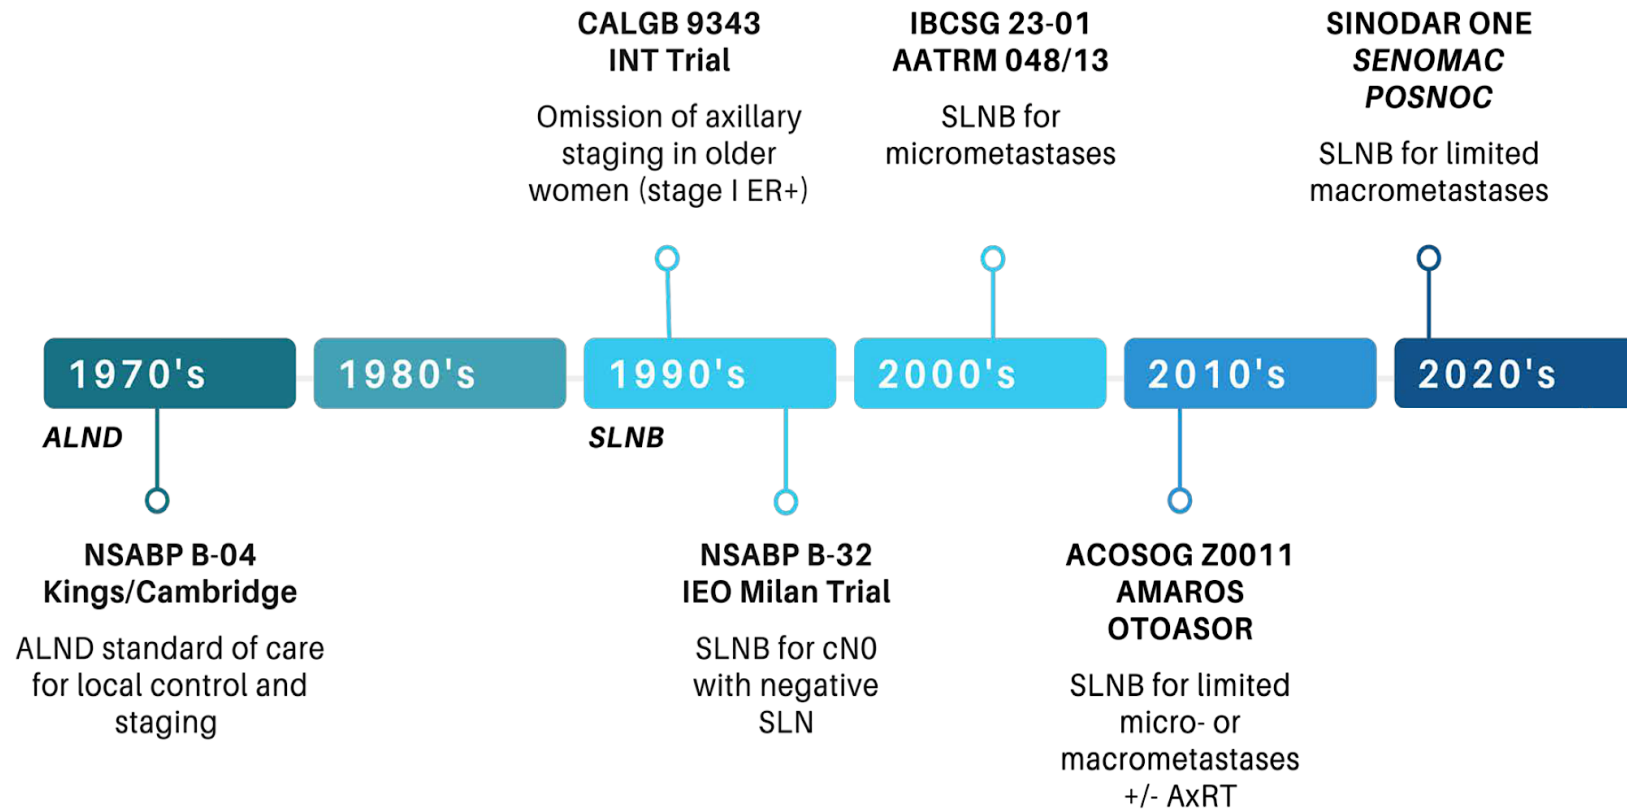 CALGB 9343
INT Trial
Omission of axillary
staging in older
women (stage I ER+)
IBCSG 23-01
AATRM 048/13
SLNB for
micrometastases
SINODAR ONE
SENOMAC
POSNOC
SLNB for limited
macrometastases
1970's
1980's
1990's
2000's
2010's
2020's
ALND
SLNB
NSABP B-04
Kings/Cambridge
ALND standard of care
for local control and
staging
NSABP B-32
IEO Milan Trial
SLNB for cN0
with negative
SLN
ACOSOG Z0011
AMAROS
OTOASOR
SLNB for limited
micro- or
macrometastases
+/- AxRT